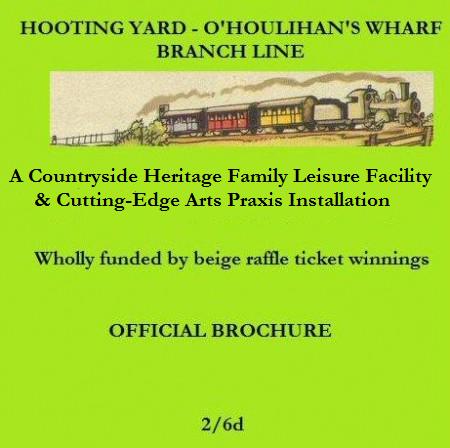 HOOTING YARD - O'HOULIHAN'S WHARF
BRANCH LINE
A Countryside Heritage Family Leisure Facility
& Cutting-Edge Arts Praxis Installation
Wholly funded by beige raffle ticket winnings
OFFICIAL BROCHURE
2/6d